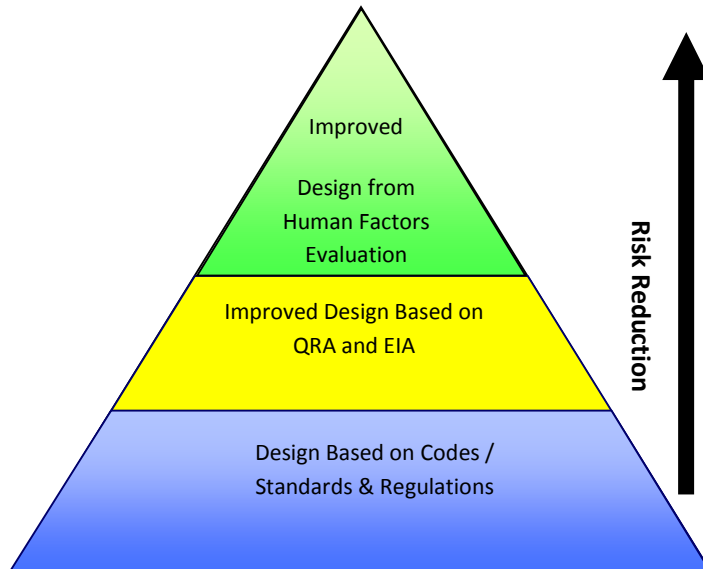 Improved
Design from
Human Factors
Evaluation
Improved Design Based on
QRA and EIA
Design Based on Codes /
Standards & Regulations
Risk Reduction